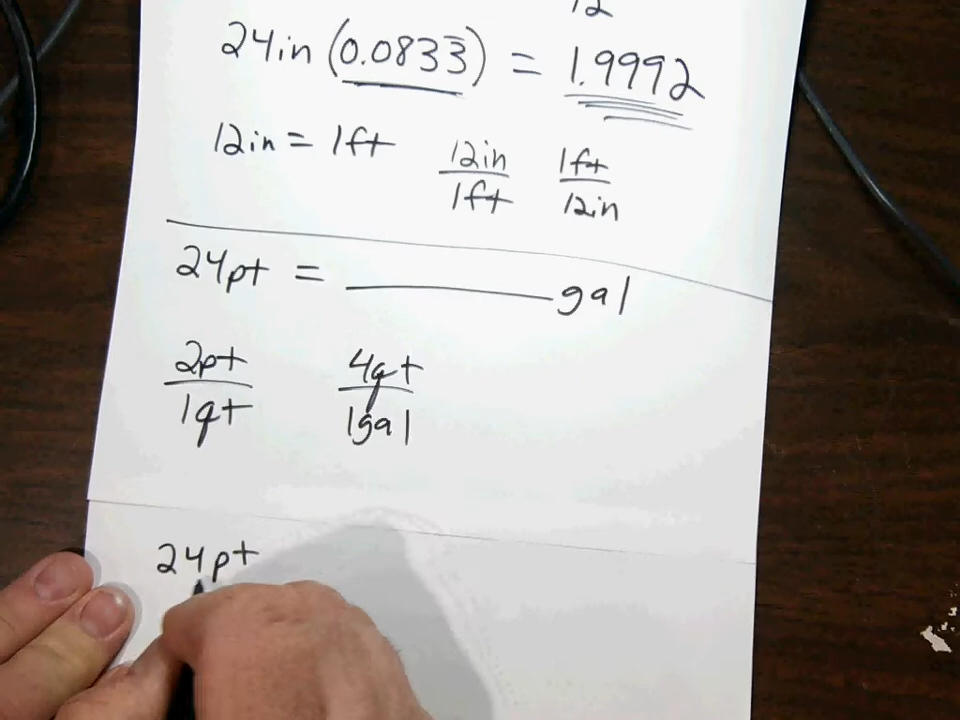 12
24in (0.0833̅) = 1.9992
12in = 1ft
12in
1ft
1ft
12in
24pt = ________ gal
2pt
1qt
4qt
1gal
24pt